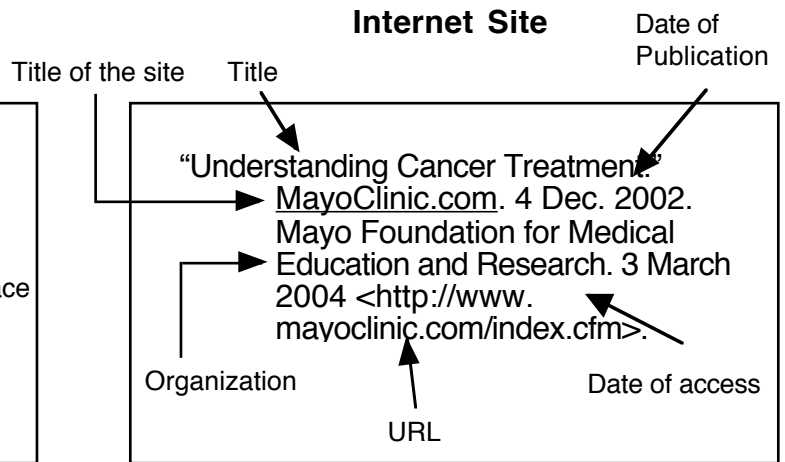 Internet Site
Date of
Publication
Title of the site
Title
“Understanding Cancer Treatment.”
MayoClinic.com. 4 Dec. 2002.
Mayo Foundation for Medical
Education and Research. 3 March
2004 <http://www.
mayoclinic.com/index.cfm>.
Organization
Date of access
URL